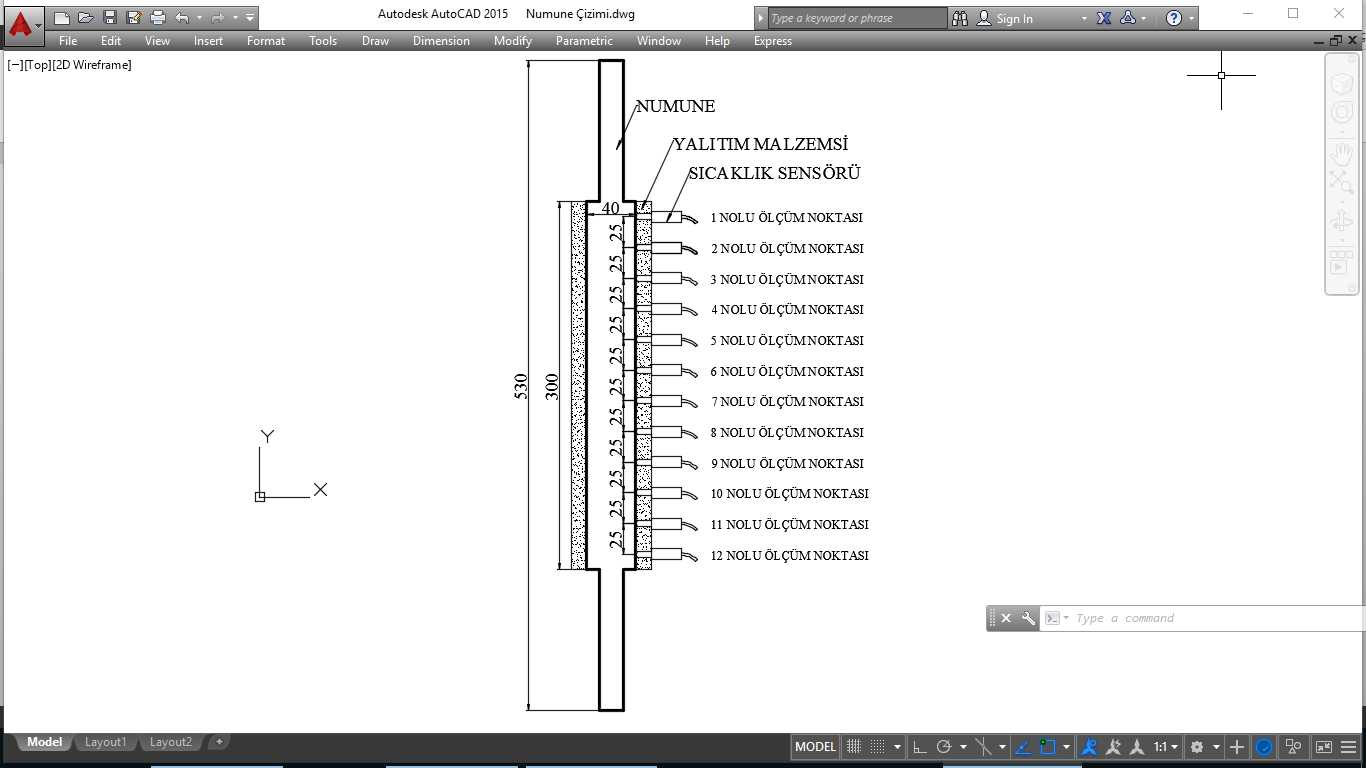 Autodesk AutoCAD 2015 Numune Çizimi.dwg
Type a keyword or phrase
Sign In
File Edit View Insert Format Tools Draw Dimension Modify Parametric Window Help Express
[−][Top][2D Wireframe]
NUMUNE
YALITIM MALZEMSİ
SICAKLIK SENSÖRÜ
40
1 NOLU ÖLÇÜM NOKTASI
25
2 NOLU ÖLÇÜM NOKTASI
25
3 NOLU ÖLÇÜM NOKTASI
25
4 NOLU ÖLÇÜM NOKTASI
25
5 NOLU ÖLÇÜM NOKTASI
25
6 NOLU ÖLÇÜM NOKTASI
530
300
25
7 NOLU ÖLÇÜM NOKTASI
25
8 NOLU ÖLÇÜM NOKTASI
25
9 NOLU ÖLÇÜM NOKTASI
25
10 NOLU ÖLÇÜM NOKTASI
25
11 NOLU ÖLÇÜM NOKTASI
25
12 NOLU ÖLÇÜM NOKTASI
Y
X
Type a command
Model Layout1 Layout2 +
MODEL
1:1